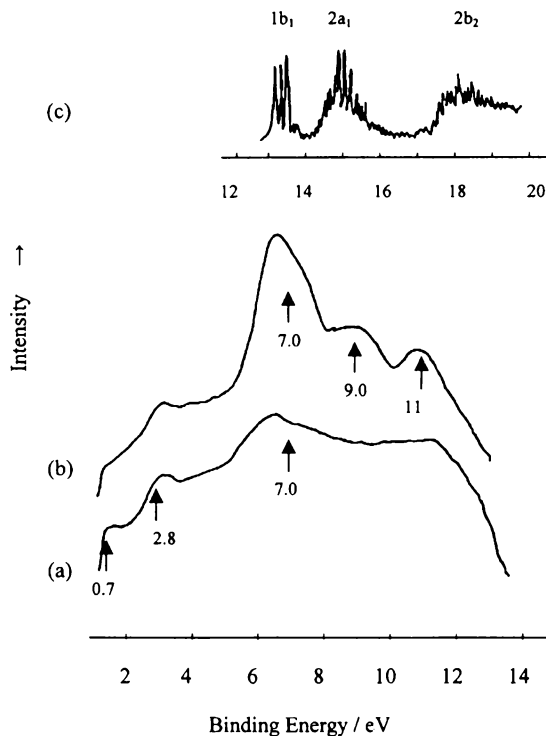 1b₁ 2a₁ 2b₂
(c)
12 14 16 18 20
Intensity →
7.0
9.0
11
(b)
7.0
2.8
(a)
0.7
2 4 6 8 10 12 14
Binding Energy / eV